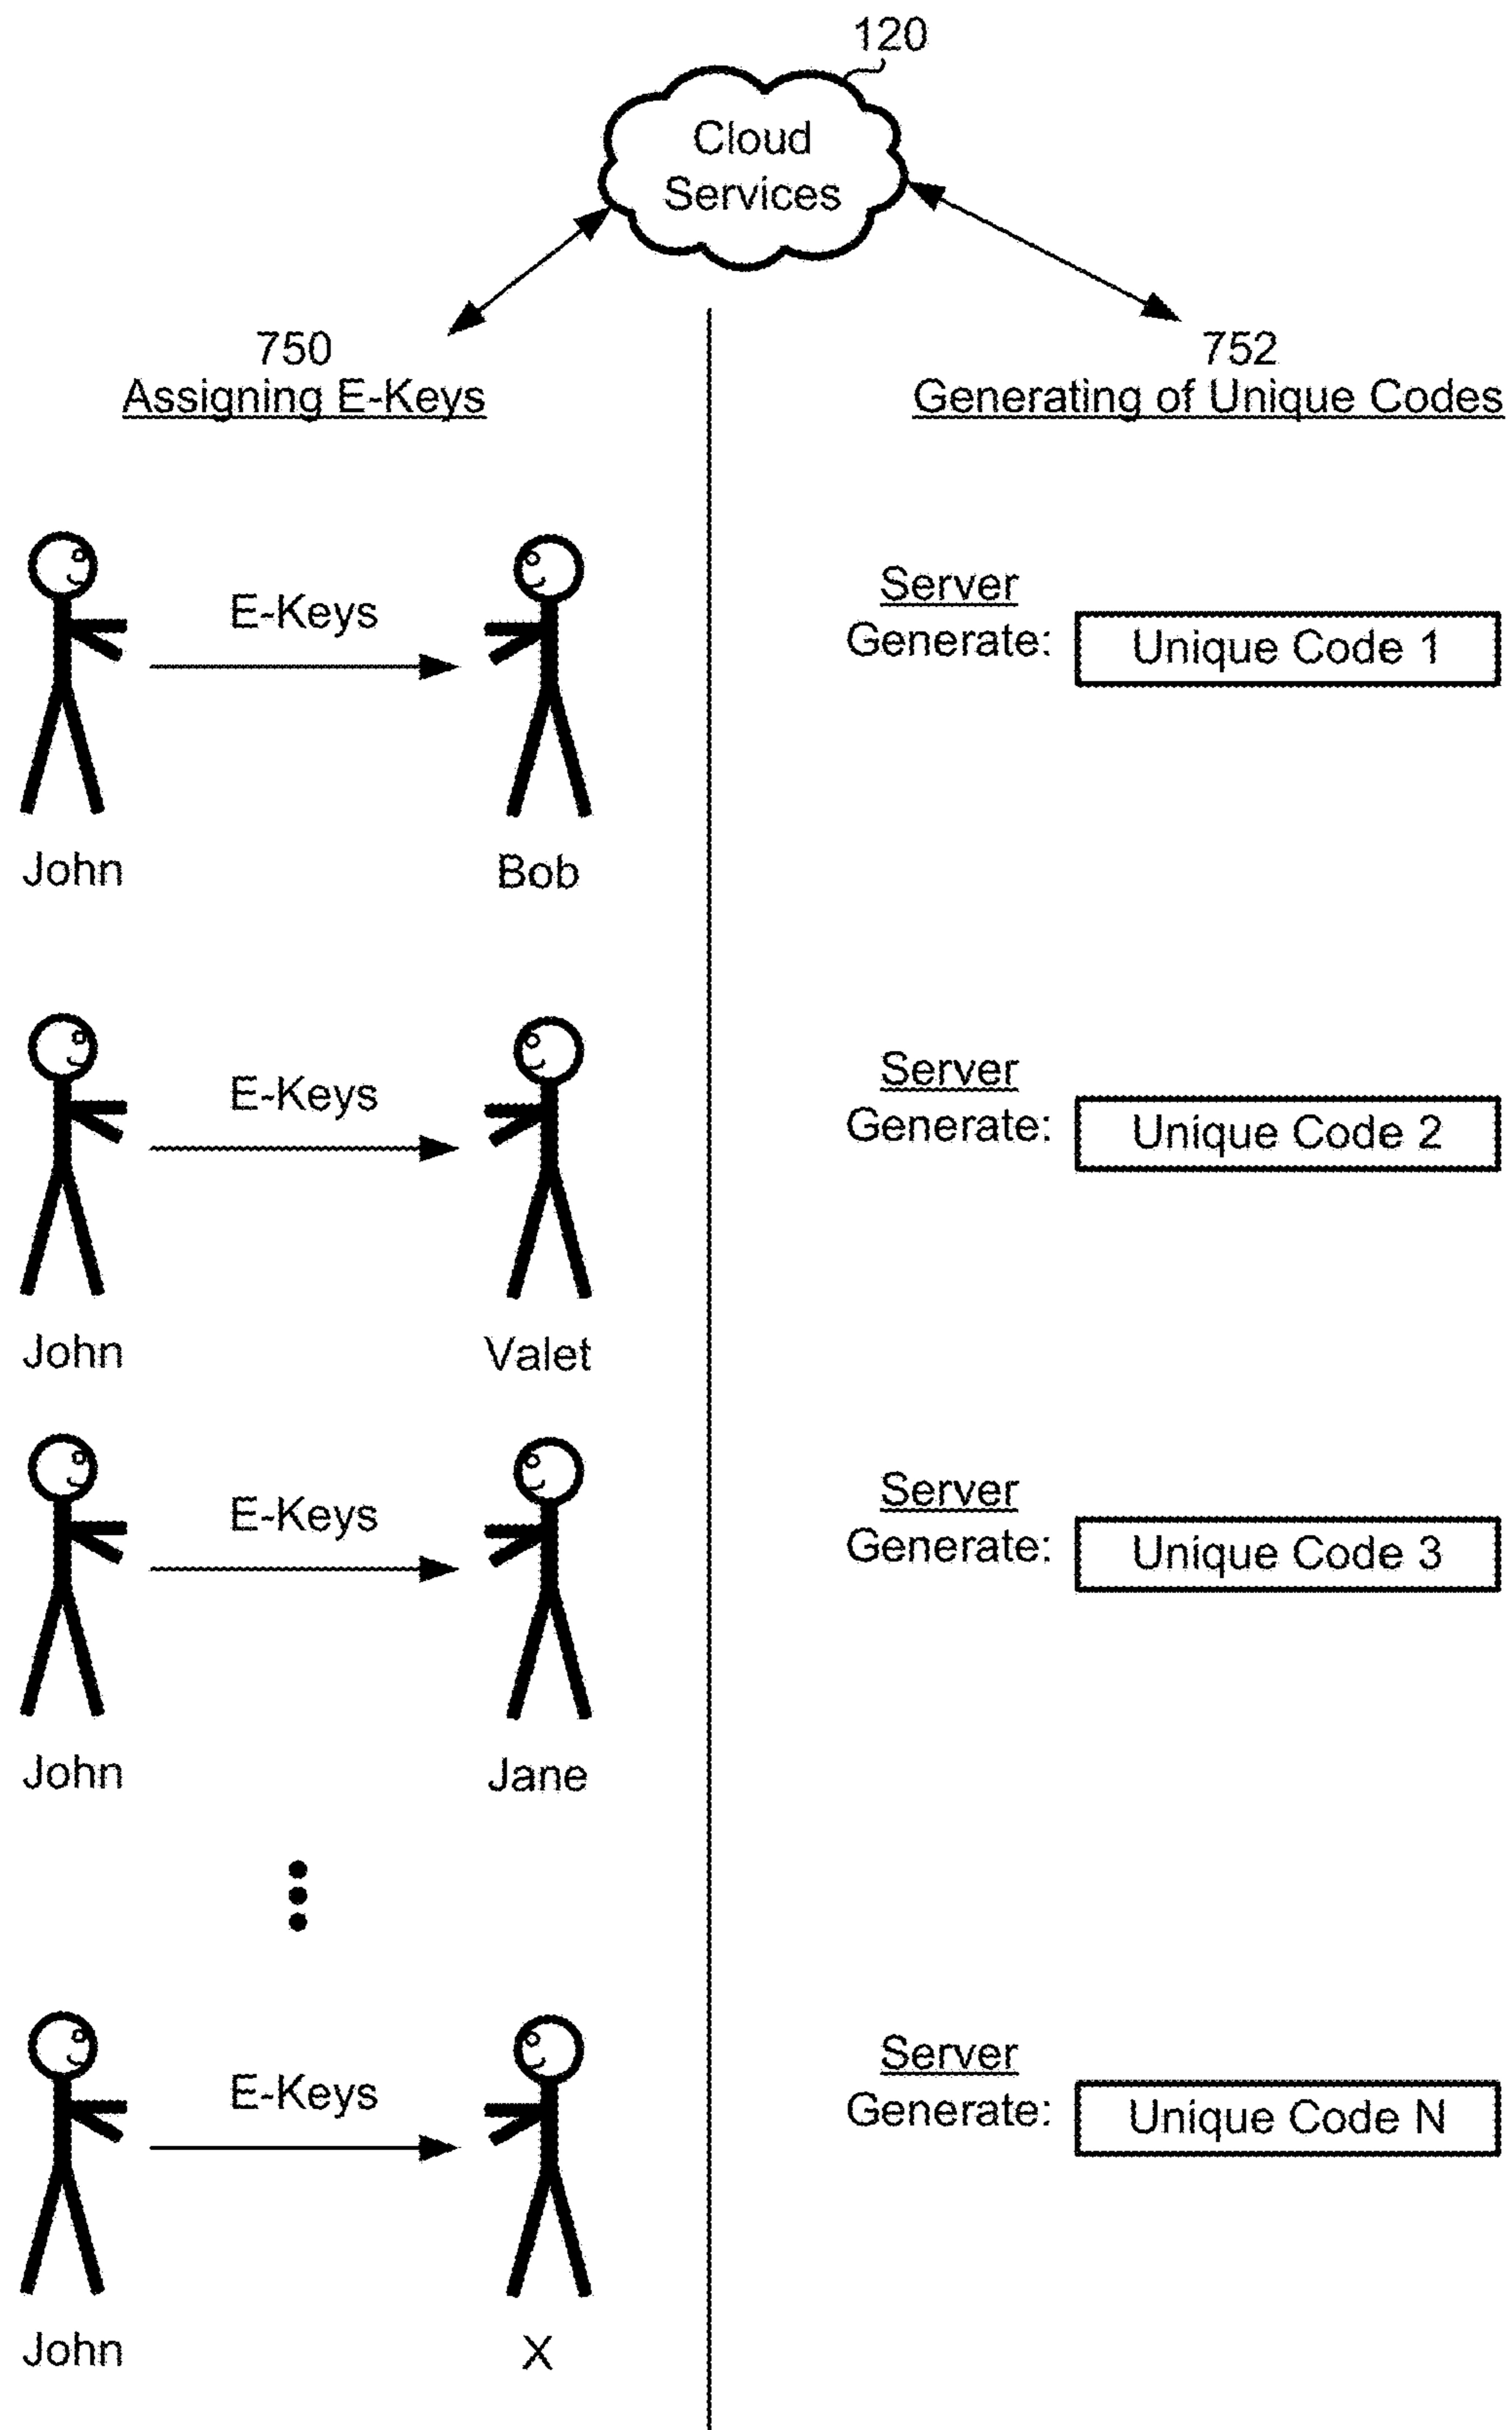 120
Cloud
Services
750
Assigning E-Keys
752
Generating of Unique Codes
E-Keys
John
Bob
Server
Generate:
Unique Code 1
E-Keys
John
Valet
Server
Generate:
Unique Code 2
E-Keys
John
Jane
Server
Generate:
Unique Code 3
E-Keys
John
X
Server
Generate:
Unique Code N